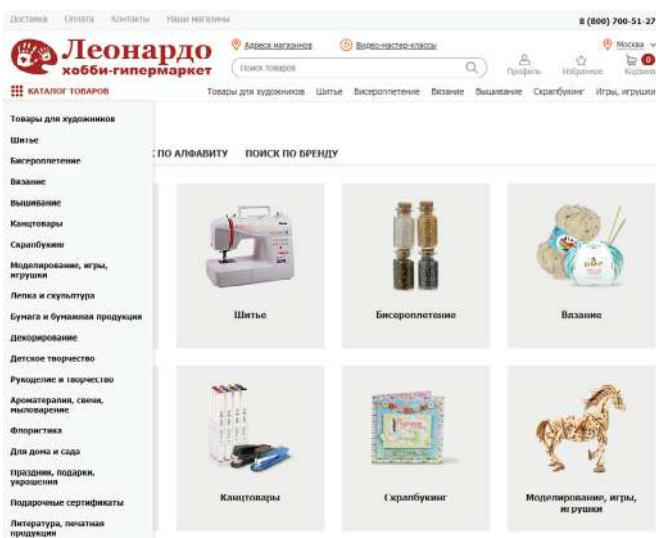 Доставка Оплата Контакты Наши магазины 8 (800) 700-51-27
Леонардо
хобби-гипермаркет
Адреса магазинов Видео-мастер-классы Москва
Поиск товаров
Профиль Избранное Корзина
0
КАТАЛОГ ТОВАРОВ
Товары для художников Шитье Бисероплетение Вязание Вышивание Скрапбукинг Игры, игрушки
Товары для художников
Шитье
Бисероплетение
Вязание
Вышивание
Канцтовары
Скрапбукинг
Моделирование, игры,
игрушки
Лепка и скульптура
Бумага и бумажная продукция
Декорирование
Детское творчество
Рукоделие и творчество
Ароматерапия, свечи,
мыловарение
Флористика
Для дома и сада
Праздник, подарки,
украшения
Подарочные сертификаты
Литература, печатная
продукция
ПО АЛФАВИТУ ПОИСК ПО БРЕНДУ
Шитье
Бисероплетение
Вязание
Канцтовары
Скрапбукинг
Моделирование, игры,
игрушки